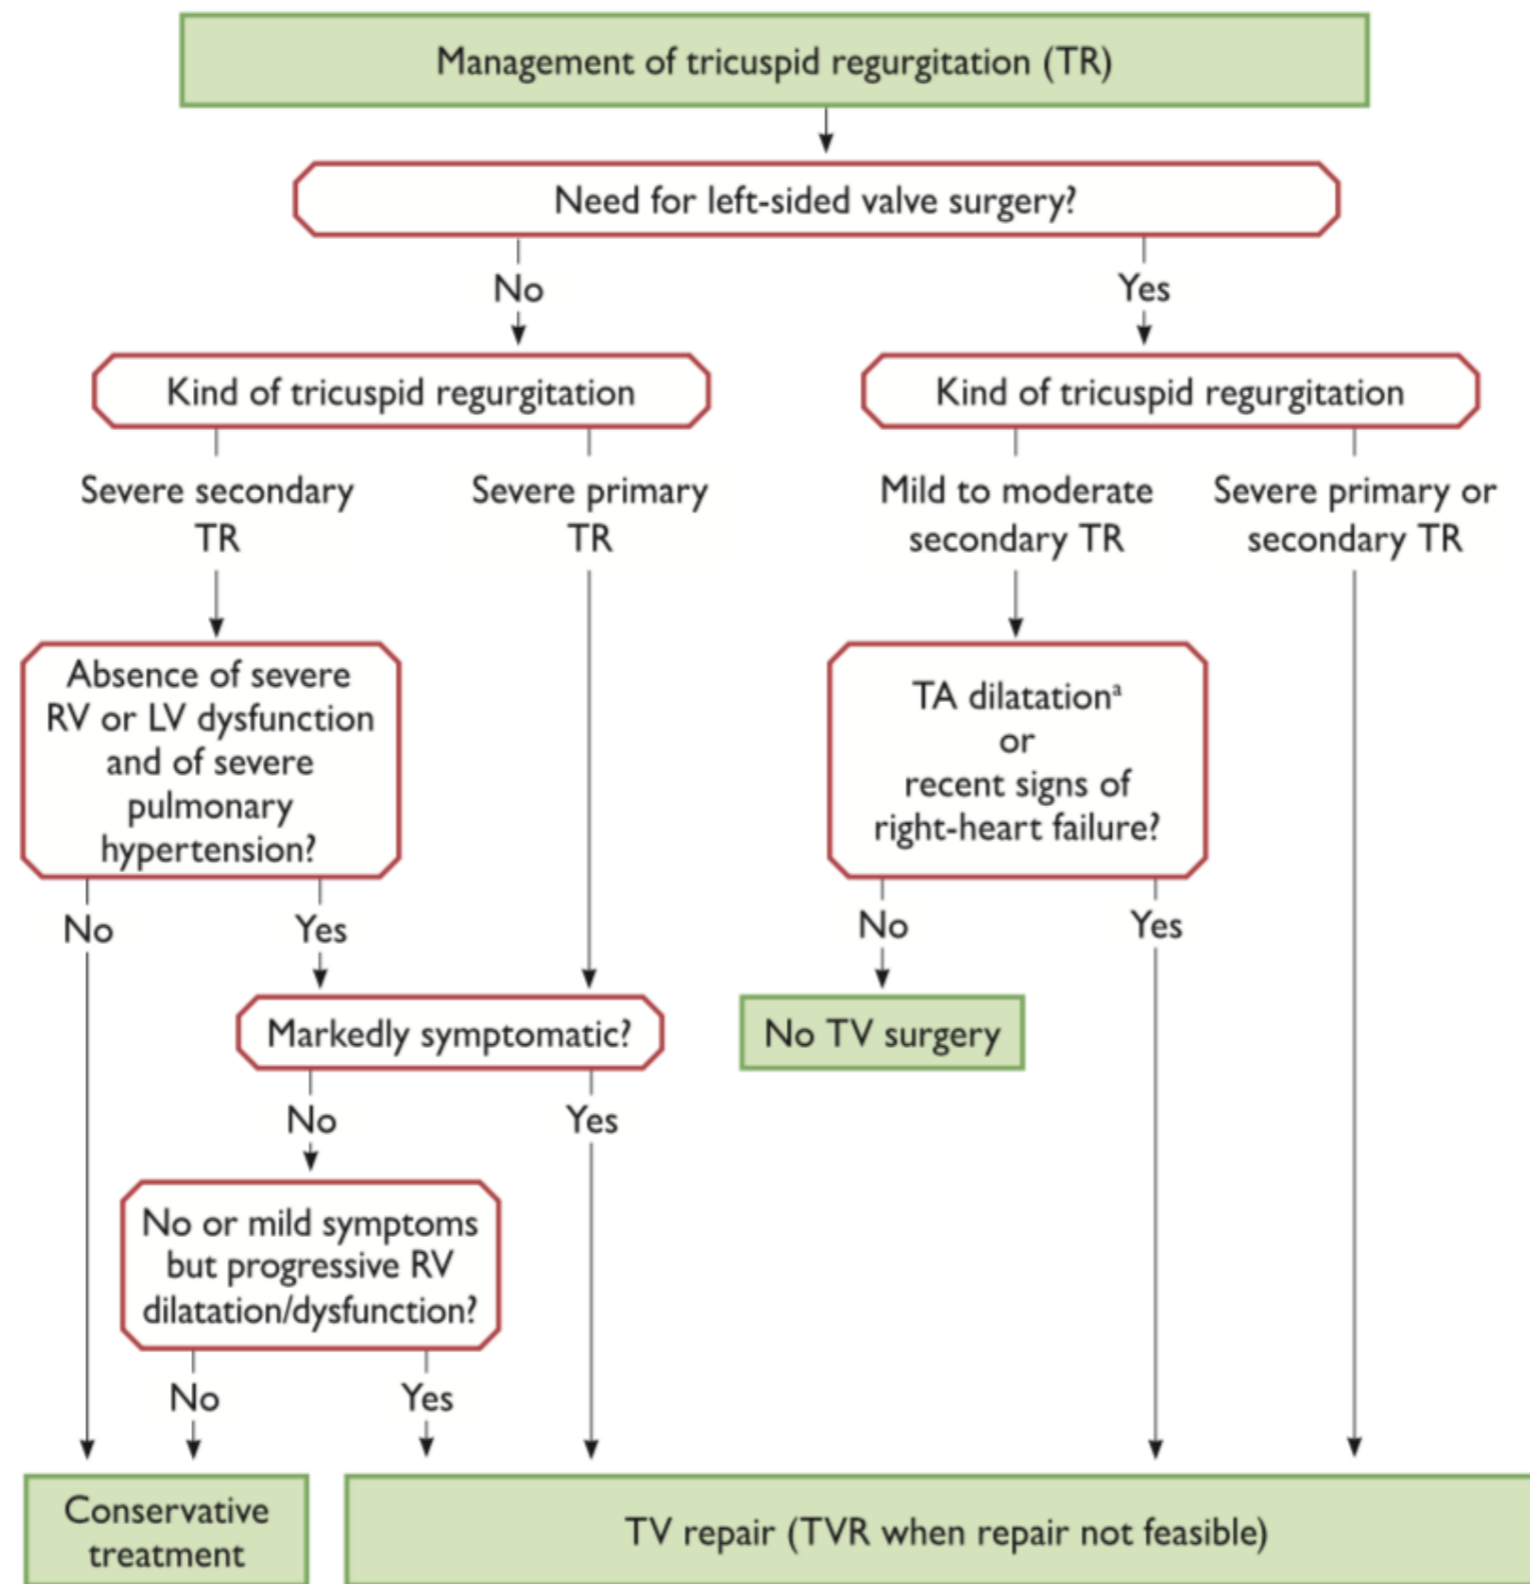 Management of tricuspid regurgitation (TR)
Need for left-sided valve surgery?
No
Yes
Kind of tricuspid regurgitation
Kind of tricuspid regurgitation
Severe secondary
TR
Severe primary
TR
Mild to moderate
secondary TR
Severe primary or
secondary TR
Absence of severe
RV or LV dysfunction
and of severe
pulmonary
hypertension?
TA dilatationᵃ
or
recent signs of
right-heart failure?
No
Yes
No
Yes
Markedly symptomatic?
No TV surgery
No
Yes
No or mild symptoms
but progressive RV
dilatation/dysfunction?
No
Yes
Conservative
treatment
TV repair (TVR when repair not feasible)